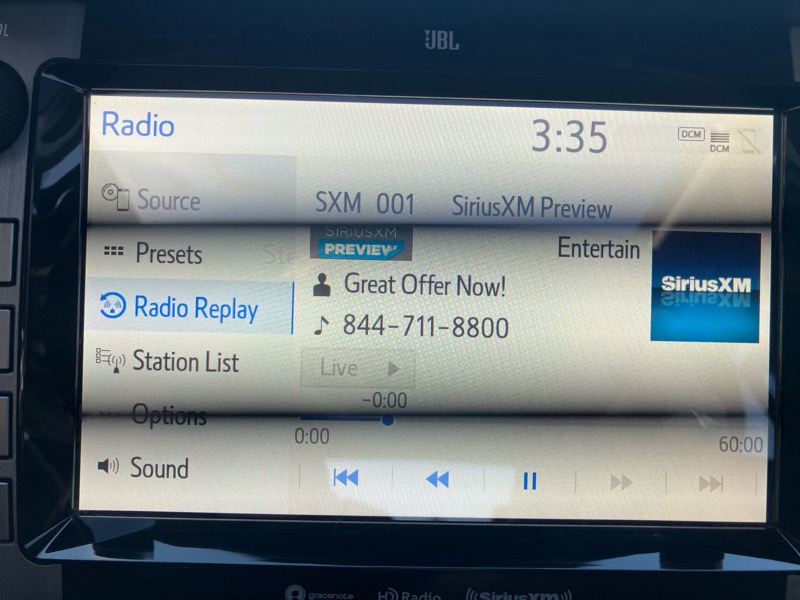 JBL
Radio
3:35
DCM
DCM
Source
SXM 001 SiriusXM Preview
SIRIUSXM
PREVIEW
Presets
Entertain
SiriusXM
Great Offer Now!
Radio Replay
844-711-8800
Station List
Live
-0:00
Options
0:00
60:00
Sound
gracenote
HD Radio
((SiriusXM))